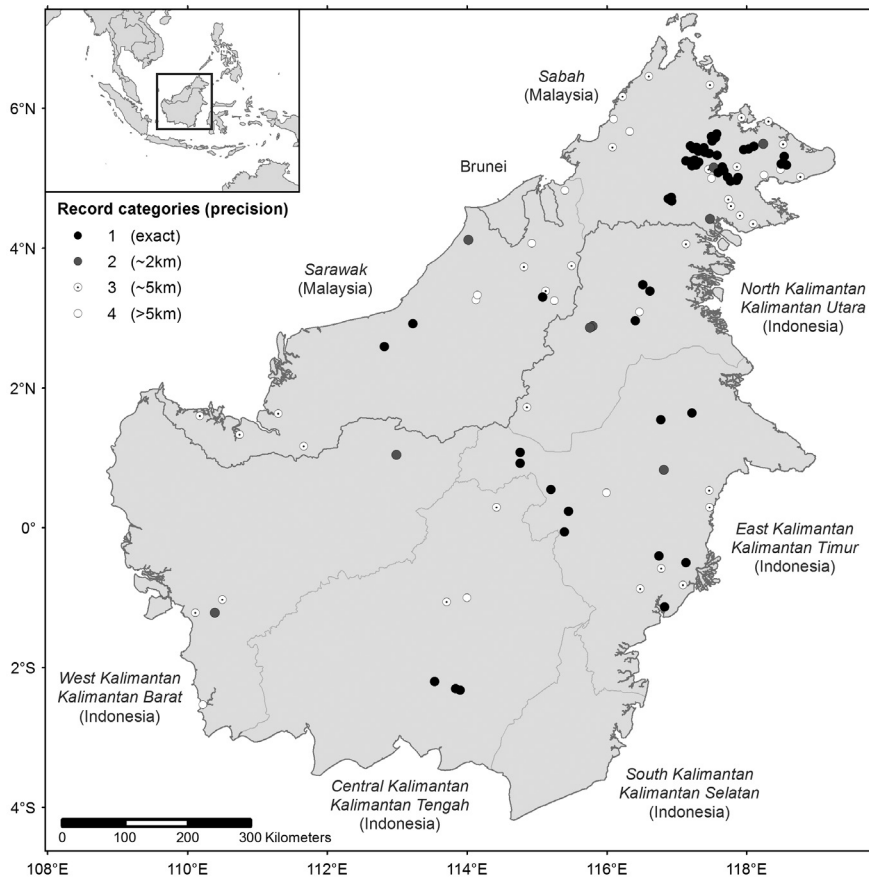 6°N
4°N
2°N
0°
2°S
4°S
Sabah
(Malaysia)
Brunei
Record categories (precision)
1 (exact)
2 (~2km)
3 (~5km)
4 (>5km)
Sarawak
(Malaysia)
North Kalimantan
Kalimantan Utara
(Indonesia)
East Kalimantan
Kalimantan Timur
(Indonesia)
West Kalimantan
Kalimantan Barat
(Indonesia)
Central Kalimantan
Kalimantan Tengah
(Indonesia)
South Kalimantan
Kalimantan Selatan
(Indonesia)
0 100 200 300 Kilometers
108°E 110°E 112°E 114°E 116°E 118°E